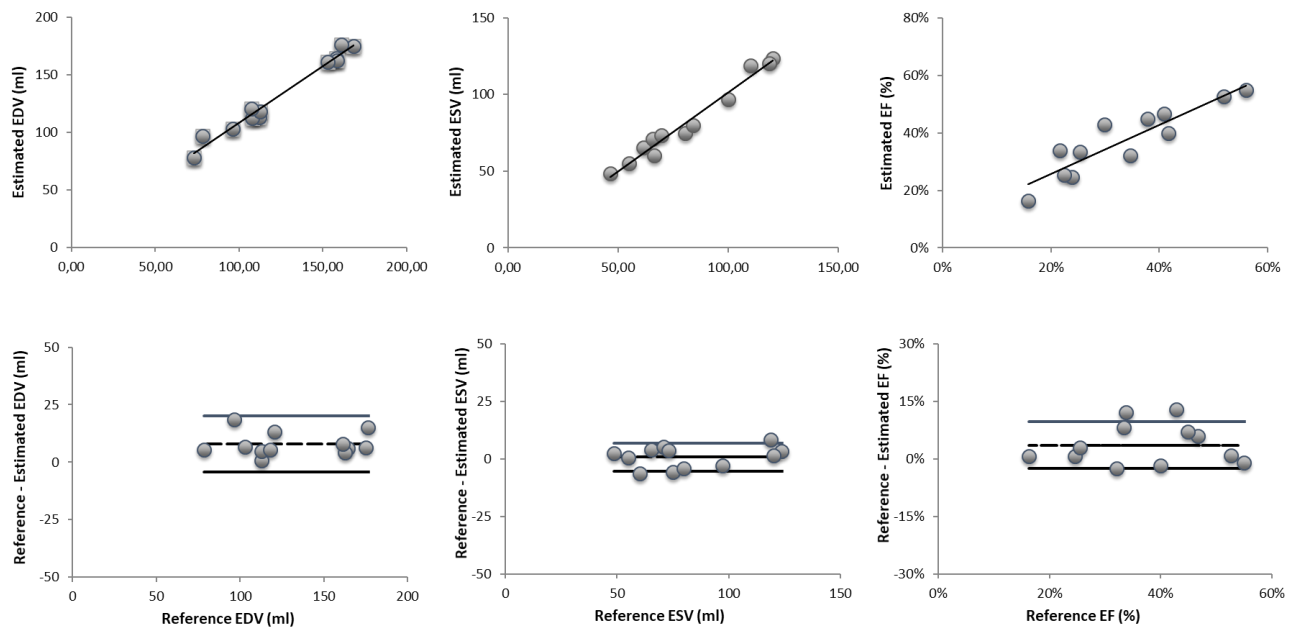 Estimated EDV (ml)
200
150
100
50
0
0,00 50,00 100,00 150,00 200,00
Estimated ESV (ml)
150
100
50
0
0,00 50,00 100,00 150,00
Estimated EF (%)
80%
60%
40%
20%
0%
0% 20% 40% 60%
Reference - Estimated EDV (ml)
50
25
0
-25
-50
0 50 100 150 200
Reference EDV (ml)
Reference - Estimated ESV (ml)
50
25
0
-25
-50
0 50 100 150
Reference ESV (ml)
Reference - Estimated EF (%)
30%
15%
0%
-15%
-30%
0% 20% 40% 60%
Reference EF (%)